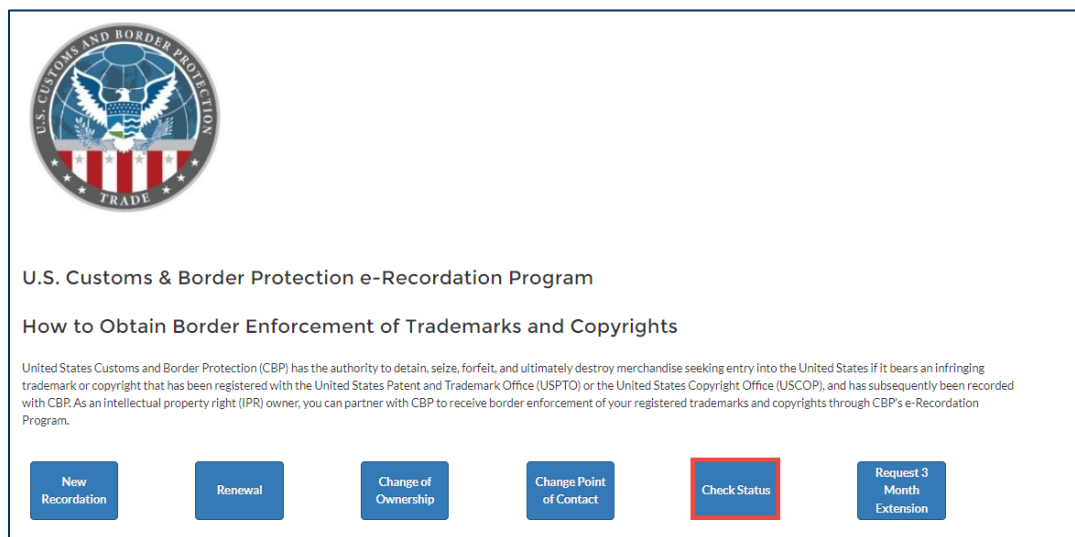 U.S. CUSTOMS AND BORDER PROTECTION
TRADE
U.S. Customs & Border Protection e-Recordation Program
How to Obtain Border Enforcement of Trademarks and Copyrights
United States Customs and Border Protection (CBP) has the authority to detain, seize, forfeit, and ultimately destroy merchandise seeking entry into the United States if it bears an infringing
trademark or copyright that has been registered with the United States Patent and Trademark Office (USPTO) or the United States Copyright Office (USCOP), and has subsequently been recorded
with CBP. As an intellectual property right (IPR) owner, you can partner with CBP to receive border enforcement of your registered trademarks and copyrights through CBP's e-Recordation
Program.
New
Recordation
Renewal
Change of
Ownership
Change Point
of Contact
Check Status
Request 3
Month
Extension